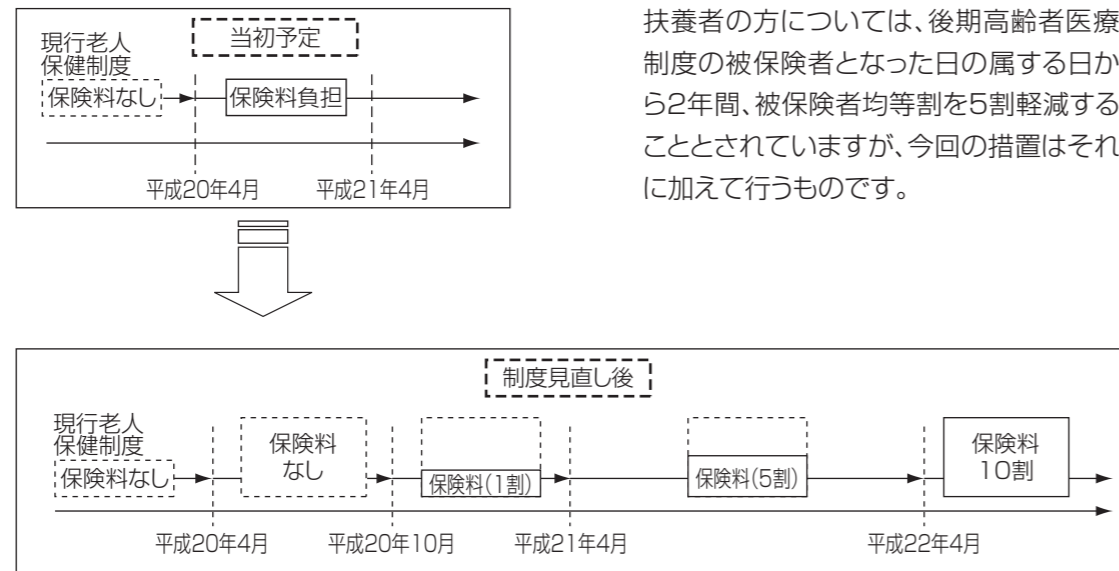 当初予定
現行老人
保健制度
保険料なし
保険料負担
平成20年4月
平成21年4月
扶養者の方については、後期高齢者医療
制度の被保険者となった日の属する日か
ら2年間、被保険者均等割を5割軽減する
こととされていますが、今回の措置はそれ
に加えて行うものです。
制度見直し後
現行老人
保健制度
保険料なし
保険料
なし
保険料(1割)
保険料(5割)
保険料
10割
平成20年4月
平成20年10月
平成21年4月
平成22年4月